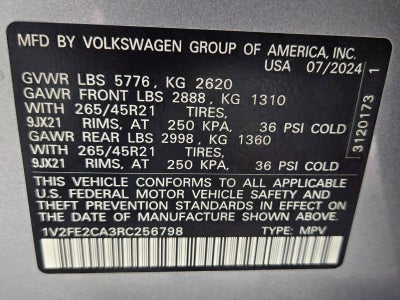 MFD BY VOLKSWAGEN GROUP OF AMERICA, INC.
USA 07/2024
GVWR LBS 5776, KG 2620
GAWR FRONT LBS 2888, KG 1310
WITH 265/45R21 TIRES,
9JX21 RIMS, AT 250 KPA, 36 PSI COLD
GAWR REAR LBS 2998, KG 1360
WITH 265/45R21 TIRES,
9JX21 RIMS, AT 250 KPA, 36 PSI COLD
THIS VEHICLE CONFORMS TO ALL APPLICABLE
U.S. FEDERAL MOTOR VEHICLE SAFETY AND
THEFT PREVENTION STANDARDS IN EFFECT ON THE
DATE OF MANUFACTURE SHOWN ABOVE.
1V2FE2CA3RC256798 TYPE: MPV
3120173 1